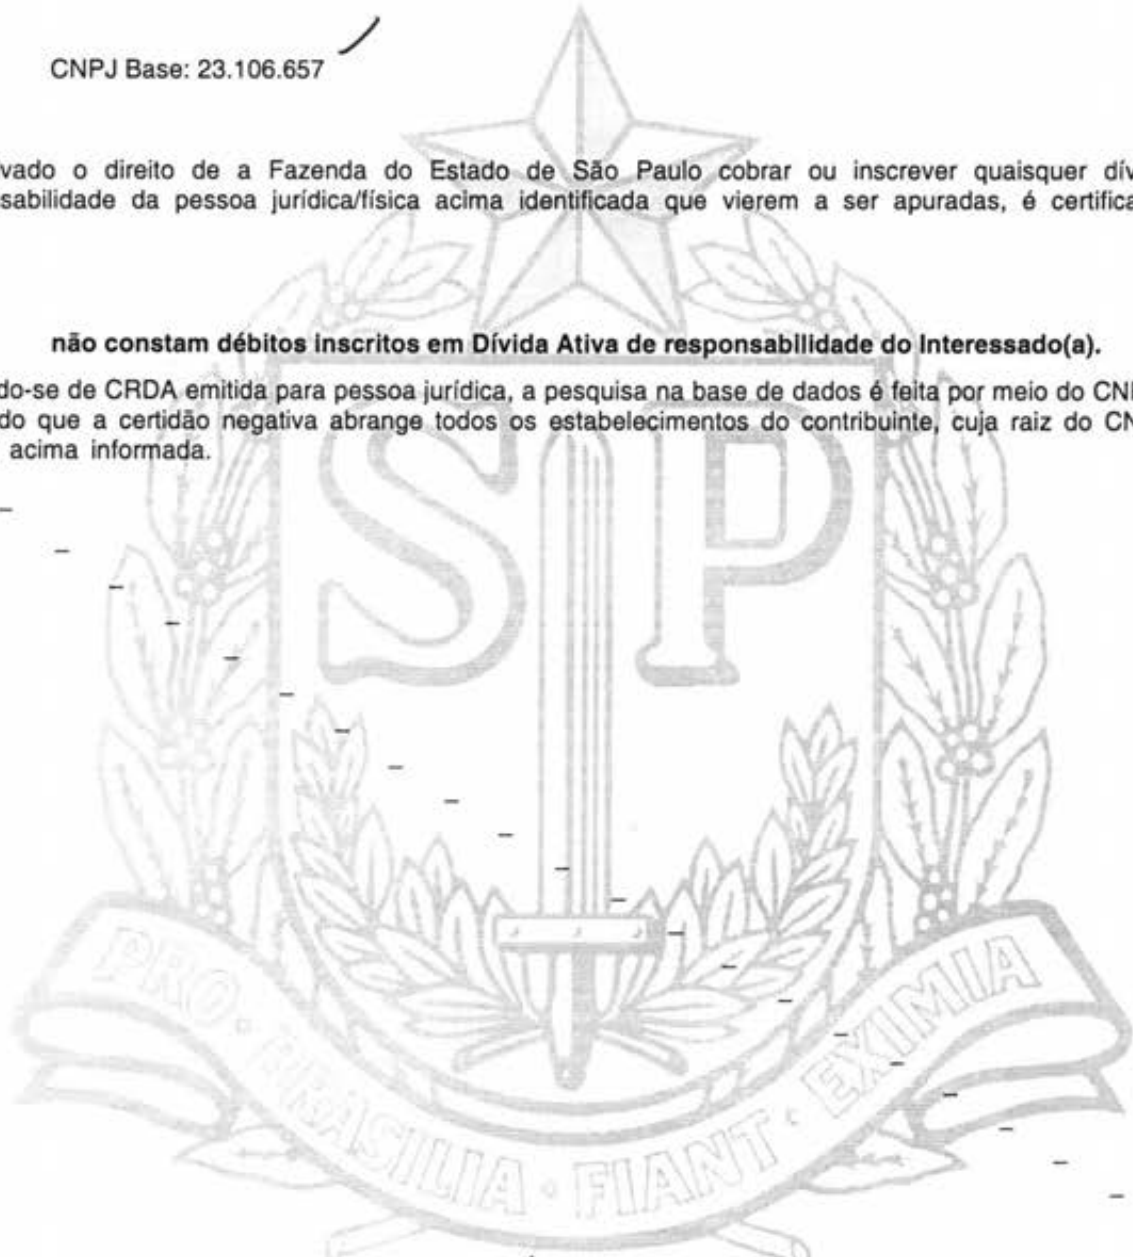 CNPJ Base: 23.106.657
vado o direito de a Fazenda do Estado de São Paulo cobrar ou inscrever quaisquer dív
sabilidade da pessoa jurídica/física acima identificada que vierem a ser apuradas, é certifica
não constam débitos inscritos em Dívida Ativa de responsabilidade do Interessado(a).
do-se de CRDA emitida para pessoa jurídica, a pesquisa na base de dados é feita por meio do CN
do que a certidão negativa abrange todos os estabelecimentos do contribuinte, cuja raiz do CN
acima informada.
SP
PRO · BRASILIA · FIANT · EXIMIA